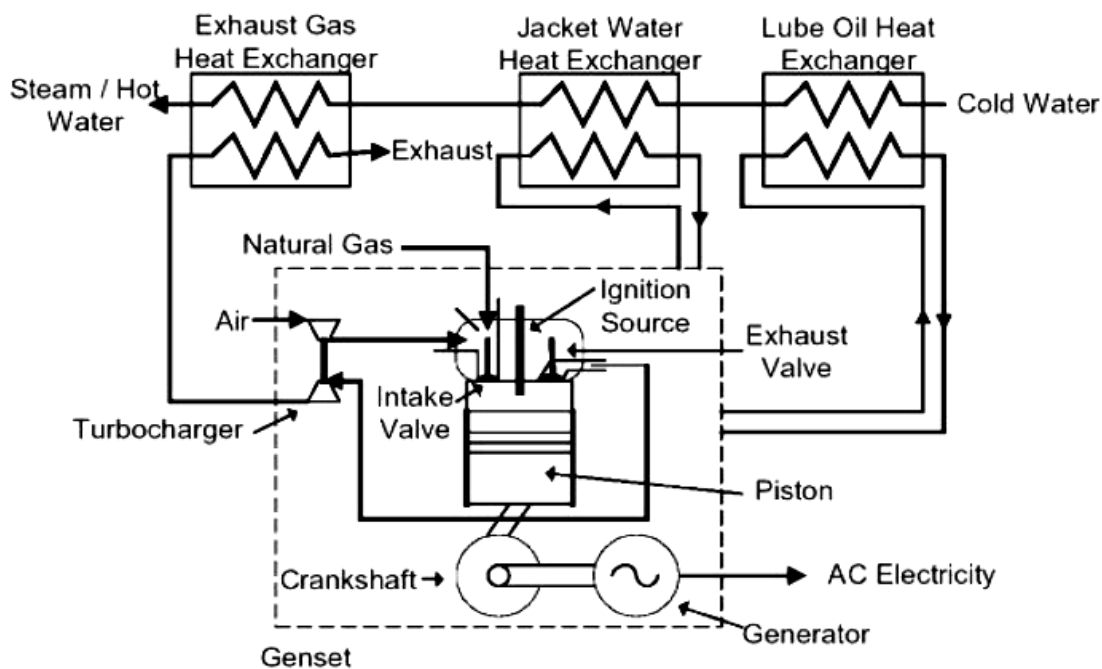 Exhaust Gas
Heat Exchanger
Jacket Water
Heat Exchanger
Lube Oil Heat
Exchanger
Steam / Hot
Water
Cold Water
Exhaust
Natural Gas
Ignition
Source
Air
Exhaust
Valve
Intake
Valve
Turbocharger
Piston
Crankshaft
AC Electricity
Generator
Genset